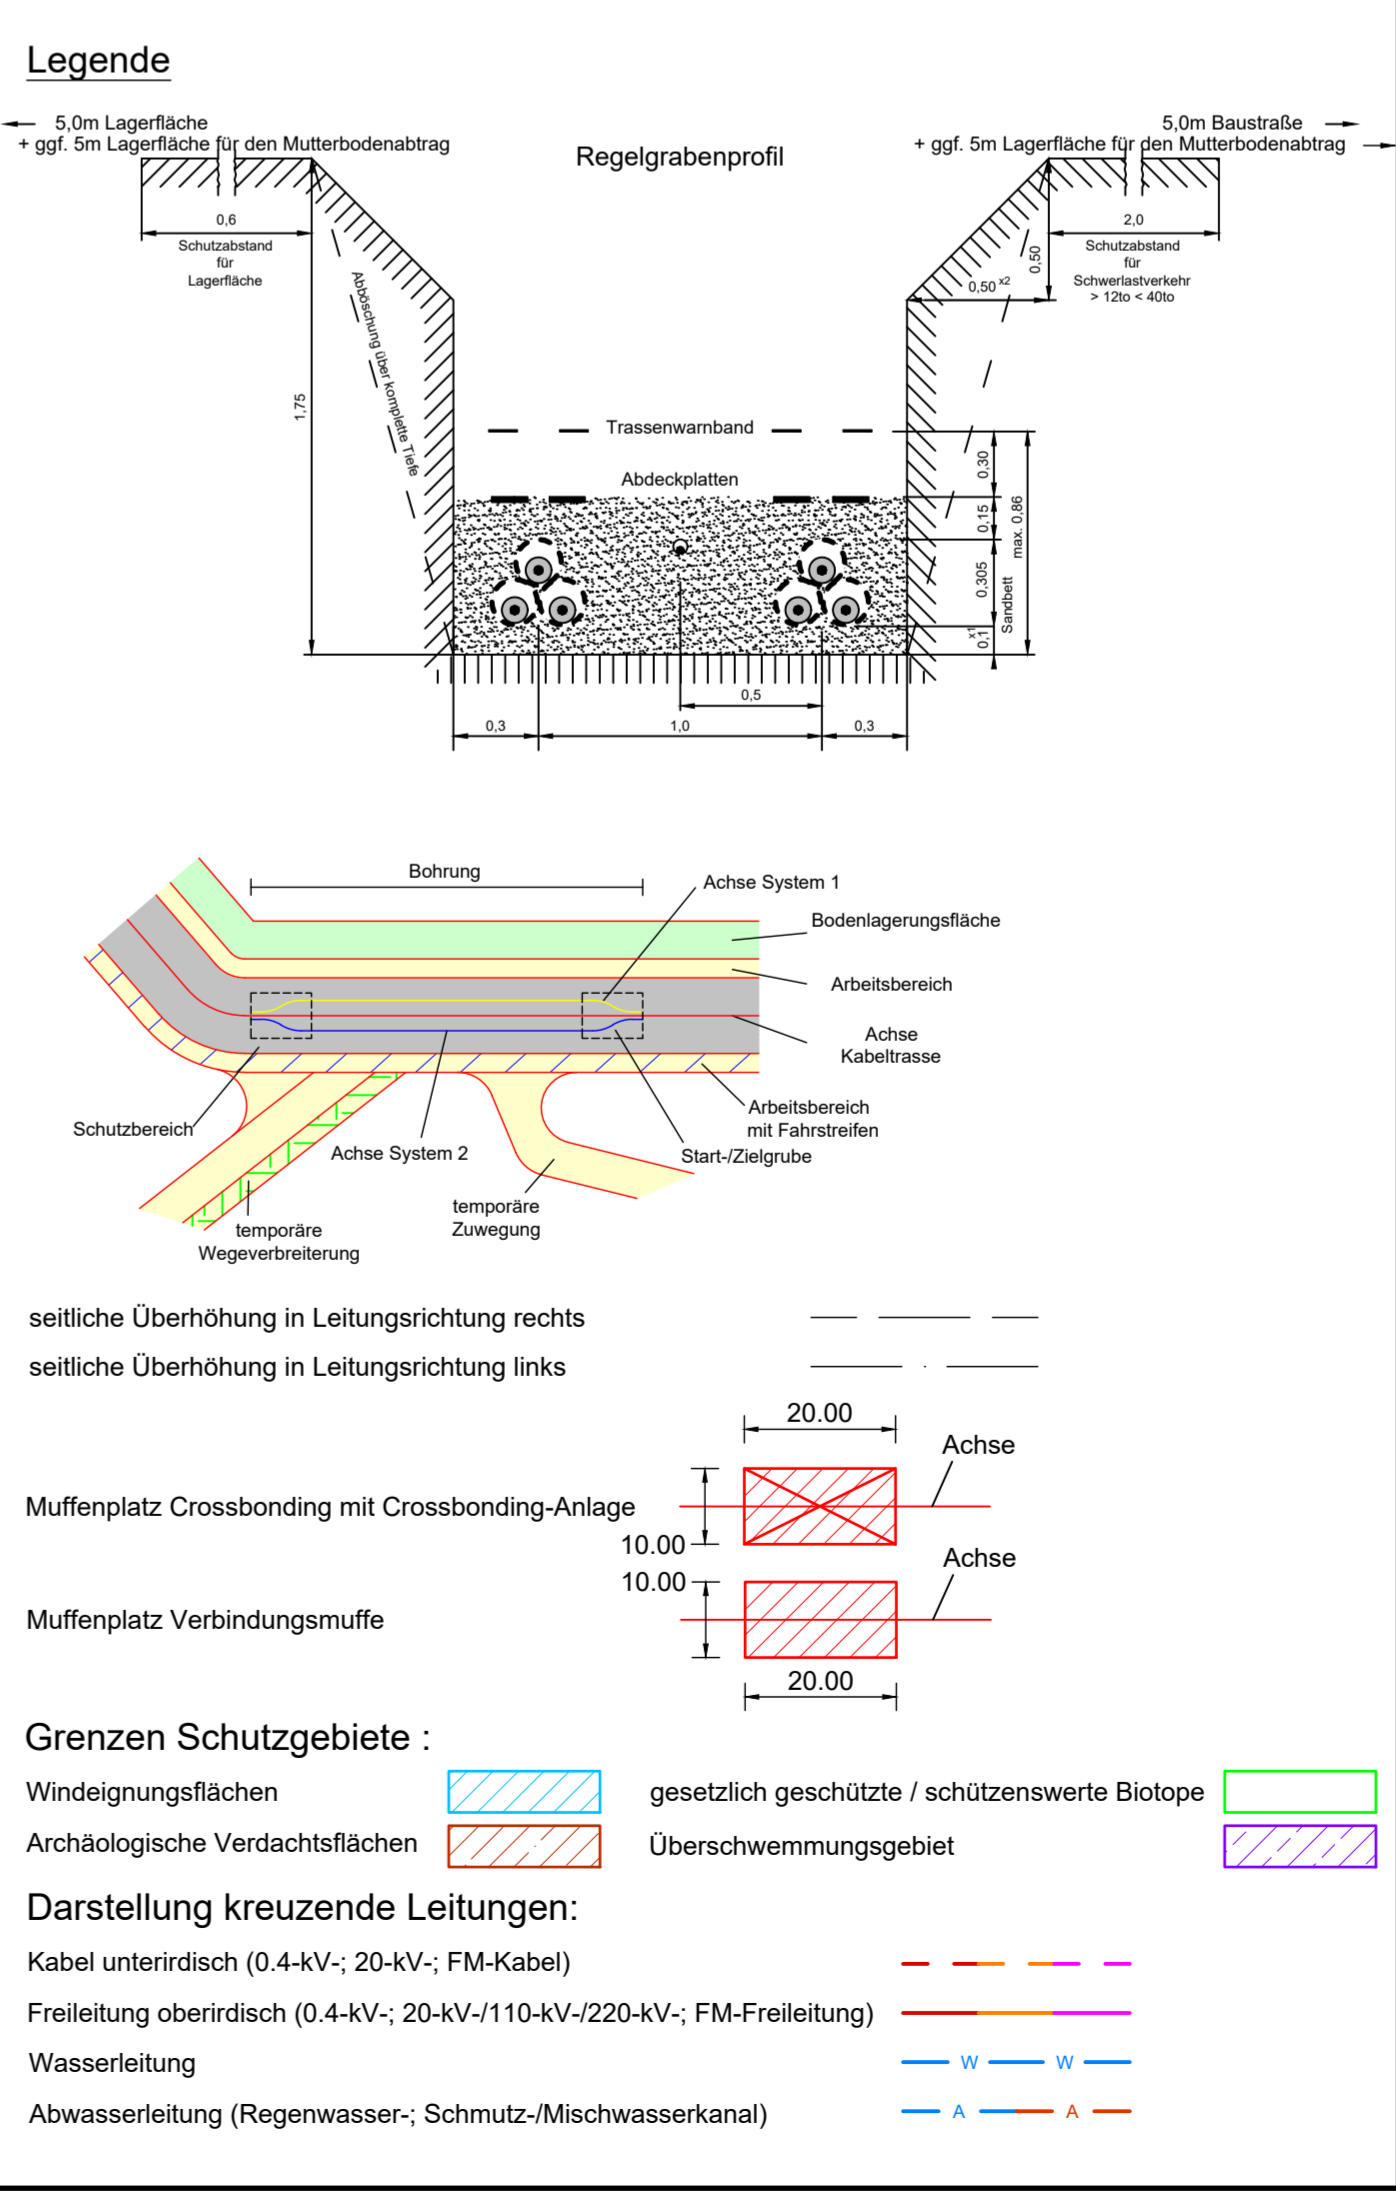 Legende
5,0m Lagerfläche
+ ggf. 5m Lagerfläche für den Mutterbodenabtrag
Regelgrabenprofil
5,0m Baustraße
+ ggf. 5m Lagerfläche für den Mutterbodenabtrag
0,6
Schutzabstand
für
Lagerfläche
2,0
Schutzabstand
für
Schwerlastverkehr
> 12to < 40to
0,50
0,50 x2
Abböschung über komplette Tiefe
1,75
Trassenwarnband
Abdeckplatten
0,30
0,15
0,305
0,1 x1
max. 0,86
Sandbett
0,5
0,3
1,0
0,3
Bohrung
Achse System 1
Bodenlagerungsfläche
Arbeitsbereich
Achse
Kabeltrasse
Arbeitsbereich
mit Fahrstreifen
Schutzbereich
Achse System 2
Start-/Zielgrube
temporäre
Zuwegung
temporäre
Wegeverbreiterung
seitliche Überhöhung in Leitungsrichtung rechts
seitliche Überhöhung in Leitungsrichtung links
20.00
Achse
Muffenplatz Crossbonding mit Crossbonding-Anlage
10.00
Achse
10.00
Muffenplatz Verbindungsmuffe
20.00
Grenzen Schutzgebiete :
Windeignungsflächen
gesetzlich geschützte / schützenswerte Biotope
Archäologische Verdachtsflächen
Überschwemmungsgebiet
Darstellung kreuzende Leitungen:
Kabel unterirdisch (0.4-kV-; 20-kV-; FM-Kabel)
Freileitung oberirdisch (0.4-kV-; 20-kV-/110-kV-/220-kV-; FM-Freileitung)
Wasserleitung
W W
Abwasserleitung (Regenwasser-; Schmutz-/Mischwasserkanal)
A A